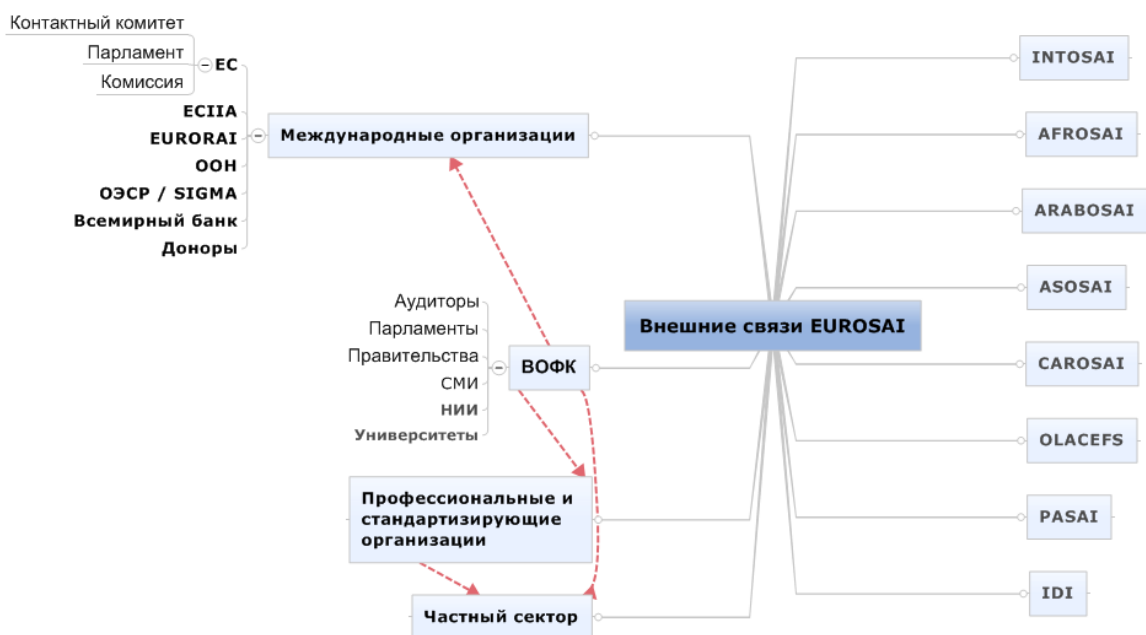 Контактный комитет
Парламент
Комиссия
ЕС
ECIIA
EURORAI
ООН
ОЭСР / SIGMA
Всемирный банк
Доноры
Международные организации
Аудиторы
Парламенты
Правительства
СМИ
НИИ
Университеты
ВОФК
Профессиональные и
стандартизирующие
организации
Частный сектор
Внешние связи EUROSAI
INTOSAI
AFROSAI
ARABOSAI
ASOSAI
CAROSAI
OLACEFS
PASAI
IDI